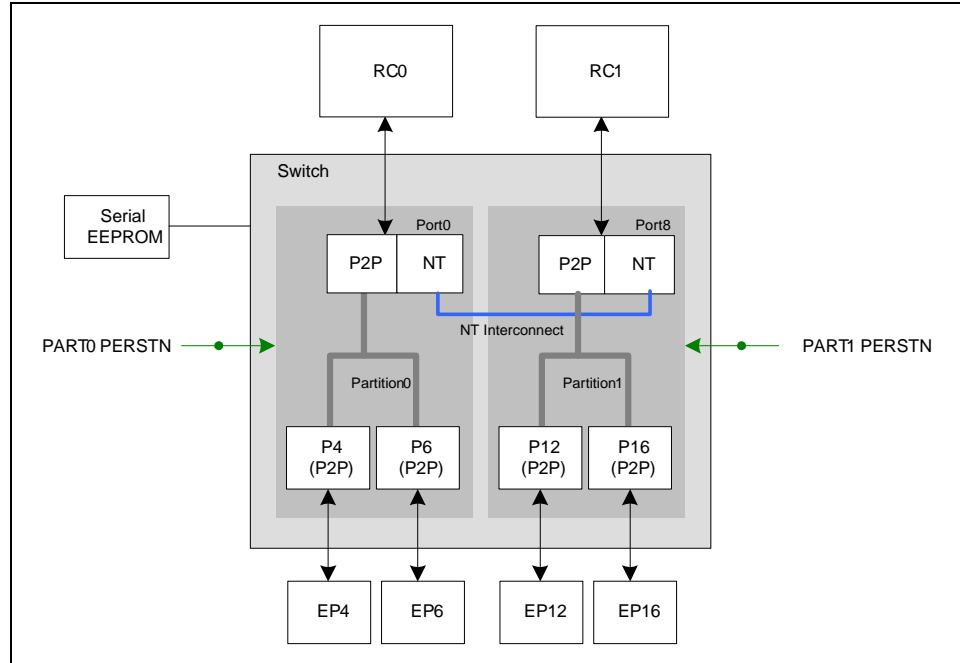 RC0
RC1
Switch
Serial
EEPROM
Port0
Port8
P2P
NT
P2P
NT
NT Interconnect
PART0 PERSTN
PART1 PERSTN
Partition0
Partition1
P4
(P2P)
P6
(P2P)
P12
(P2P)
P16
(P2P)
EP4
EP6
EP12
EP16